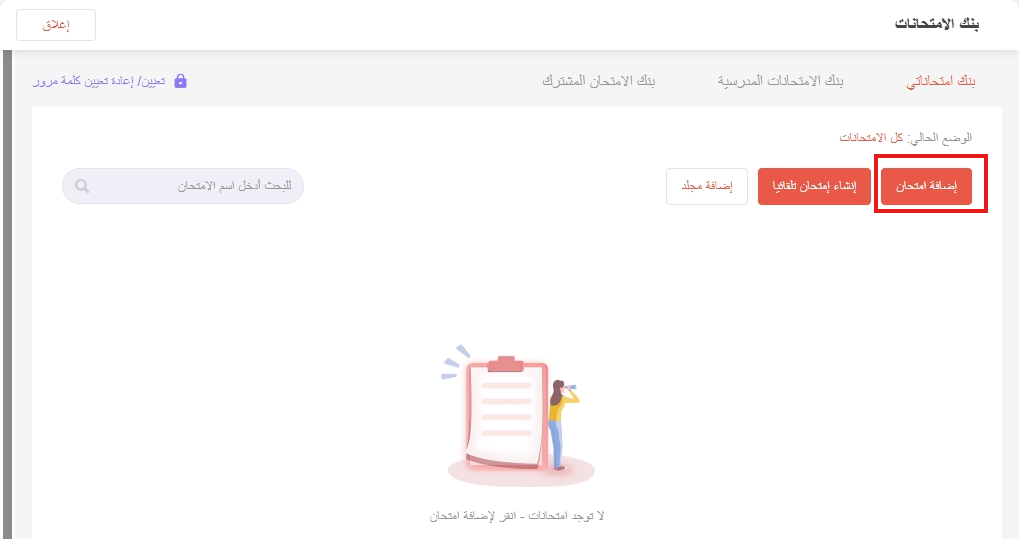 بنك الامتحانات
إغلاق
بنك امتحاناتي
بنك الامتحانات المدرسية
بنك الامتحان المشترك
تعيين/ إعادة تعيين كلمة مرور
الوضع الحالي: كل الامتحانات
إضافة امتحان
إنشاء إمتحان تلقائيا
إضافة مجلد
للبحث أدخل اسم الامتحان
لا توجد امتحانات - انقر لإضافة امتحان